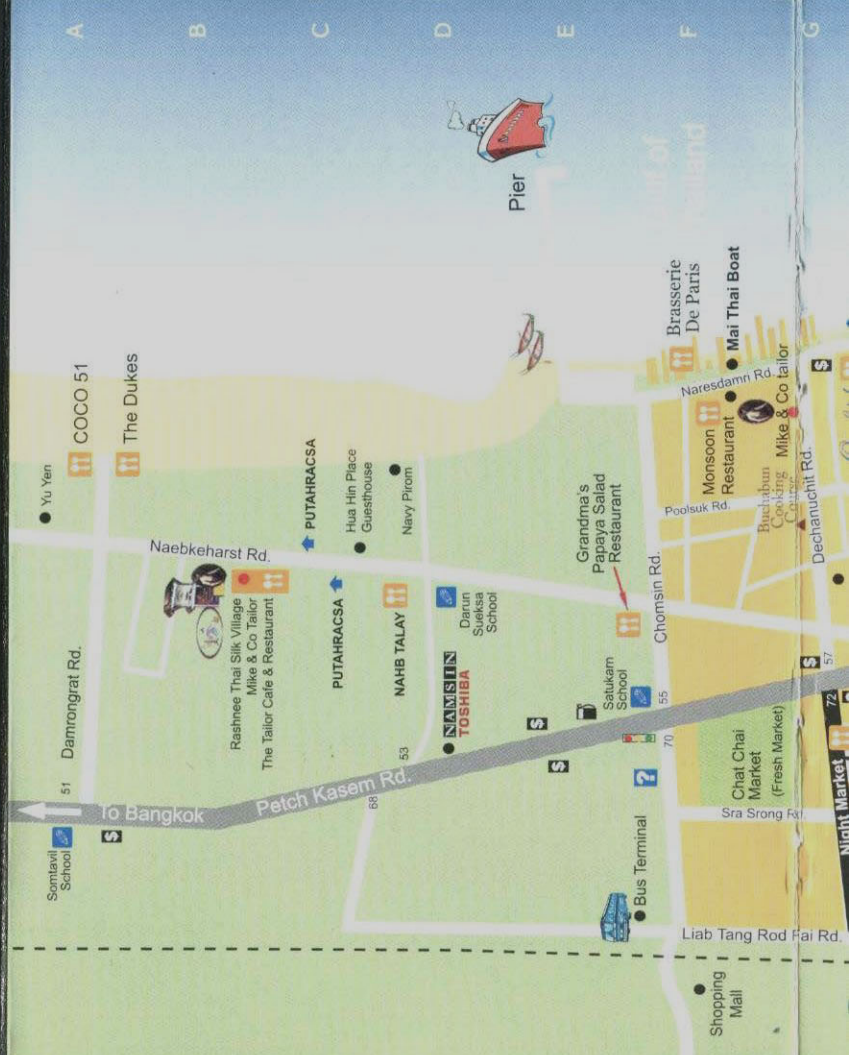 A
B
C
D
E
F
G
Pier
Gulf of
Thailand
Yu Yen
COCO 51
The Dukes
Damrongrat Rd.
51
Naebkeharst Rd.
Rashnee Thai Silk Village
Mike & Co Tailor
The Tailor Cafe & Restaurant
PUTAHRACSA
PUTAHRACSA
Hua Hin Place
Guesthouse
Navy Pirom
NAHB TALAY
Darun
Sueksa
School
NAMSIN
TOSHIBA
53
68
Somtavil
School
$
To Bangkok
Petch Kasem Rd.
$
$
Grandma's
Papaya Salad
Restaurant
Satukarn
School
55
70
?
Bus Terminal
Chomsin Rd.
Brasserie
De Paris
Mai Thai Boat
Naresdamri Rd.
Monsoon
Restaurant
Mike & Co tailor
Poolsuk Rd.
Buchabun
Cooking
Course
Dechanuchit Rd.
$
$
57
72
Chat Chai
Market
(Fresh Market)
Sra Srong Rd.
Night Market
Liab Tang Rod Fai Rd.
Shopping
Mall